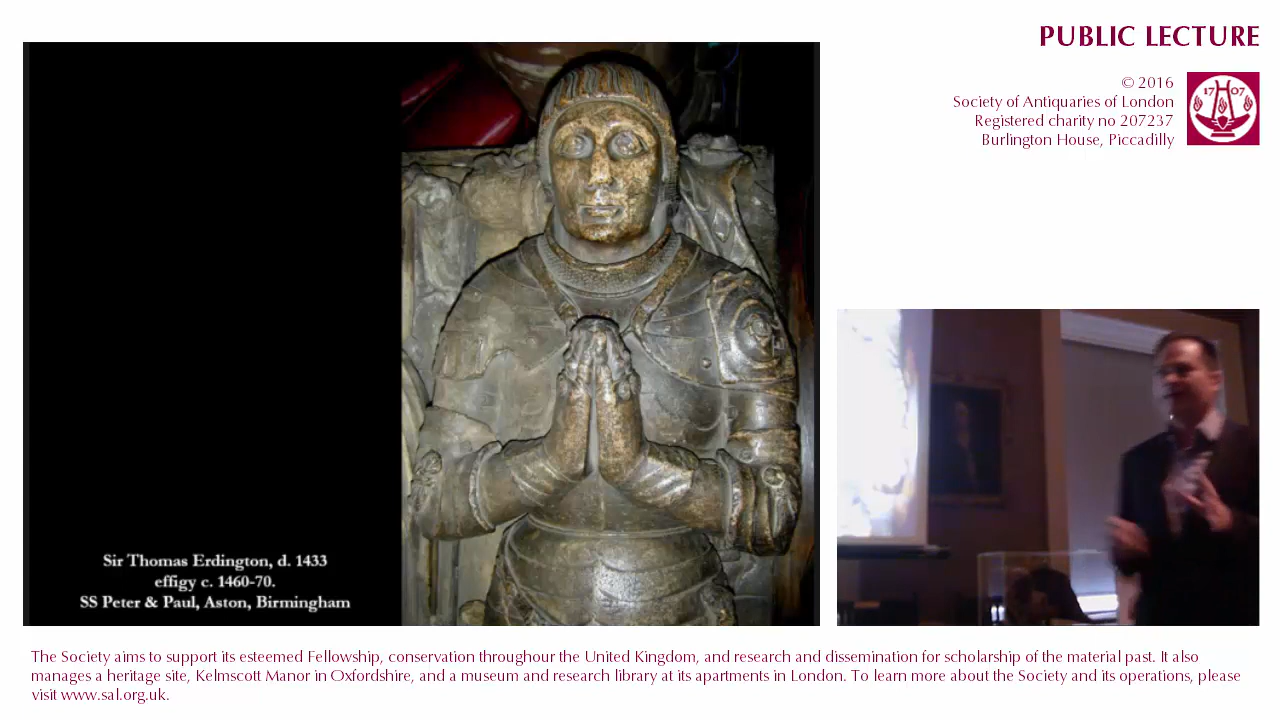 PUBLIC LECTURE
© 2016
Society of Antiquaries of London
Registered charity no 207237
Burlington House, Piccadilly
17 07
Sir Thomas Erdington, d. 1433
effigy c. 1460-70.
SS Peter & Paul, Aston, Birmingham
The Society aims to support its esteemed Fellowship, conservation throughour the United Kingdom, and research and dissemination for scholarship of the material past. It also
manages a heritage site, Kelmscott Manor in Oxfordshire, and a museum and research library at its apartments in London. To learn more about the Society and its operations, please
visit www.sal.org.uk.